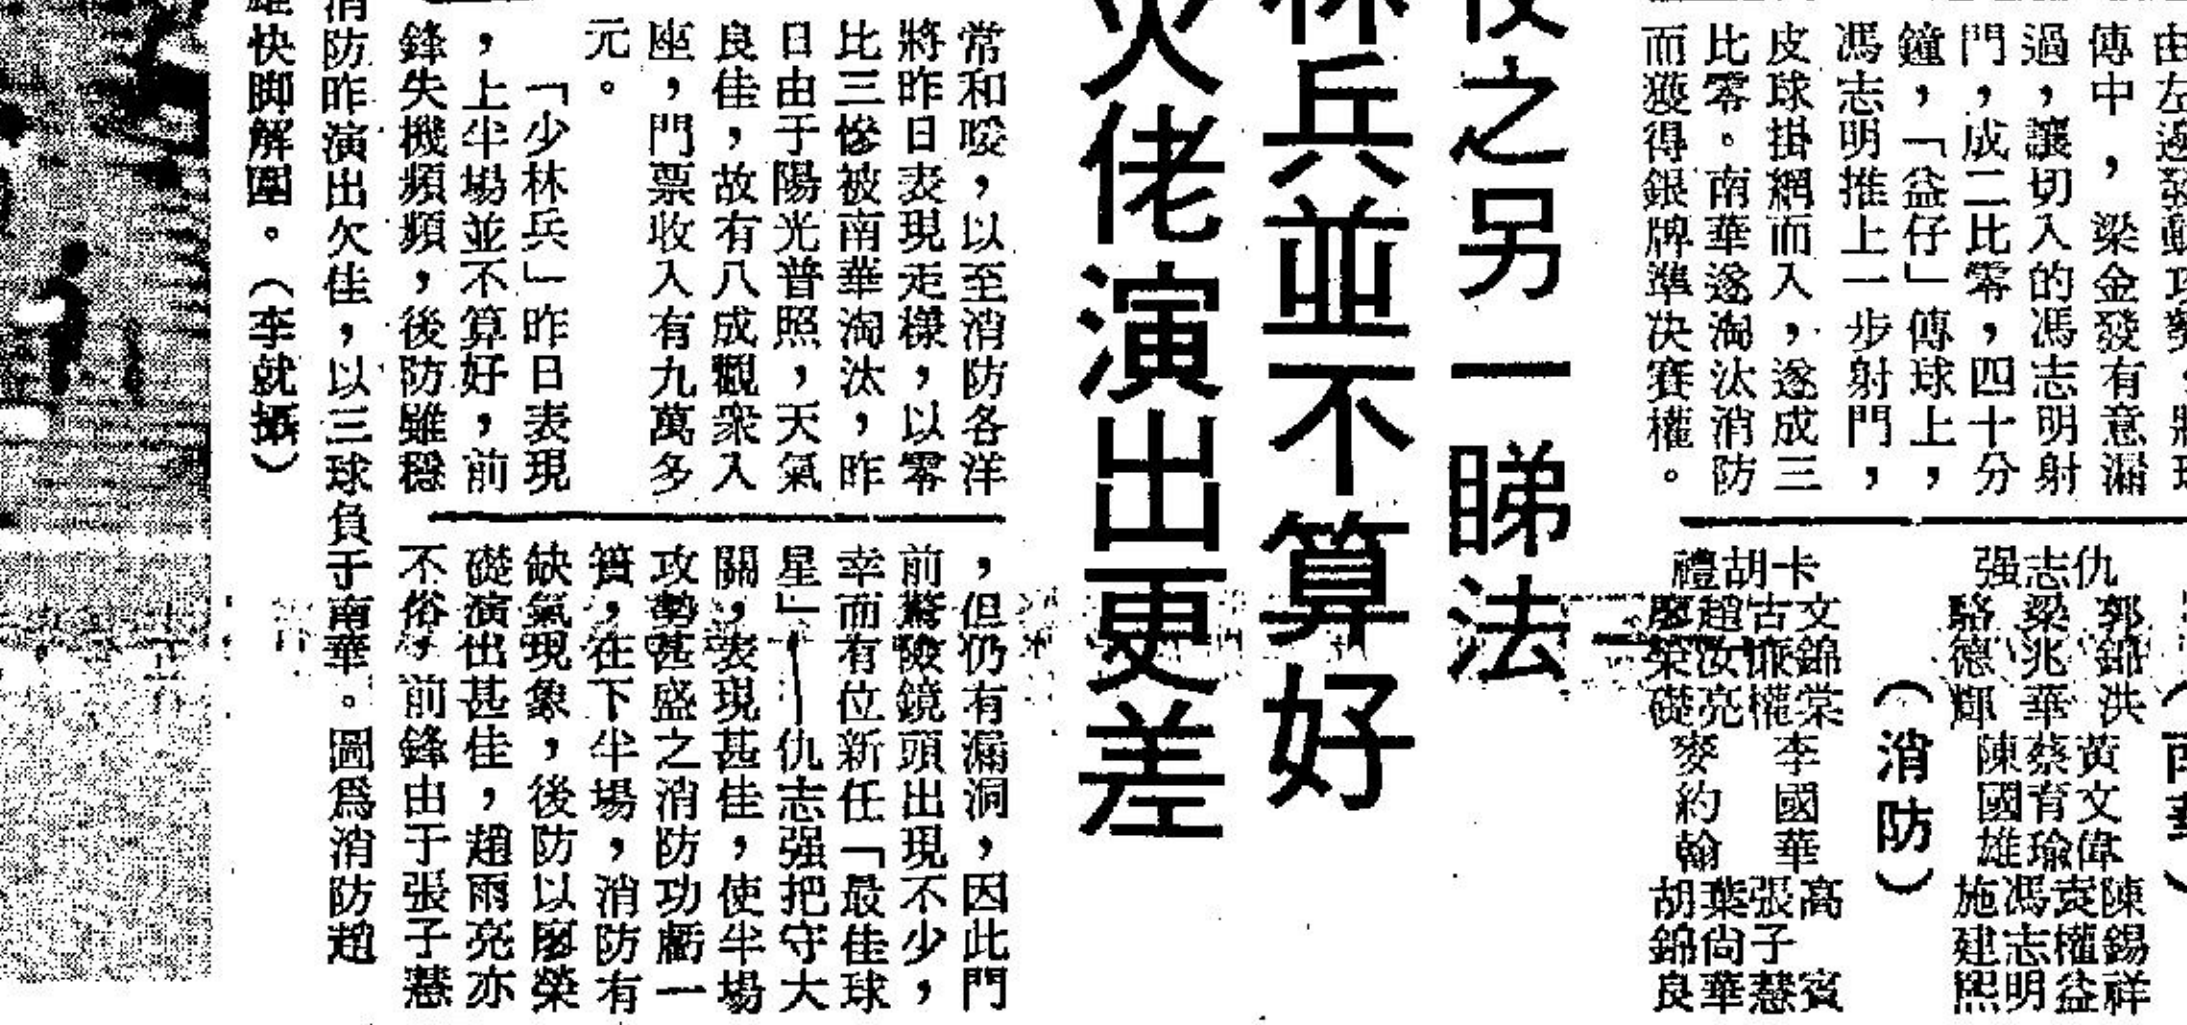 由左邊發動攻勢，將球
傳中，梁金發有意漏
過，讓切入的馮志明射
門，成二比零，四十分
鐘，「益仔」傳球上，
馮志明推上一步射門，
皮球掛網而入，遂成三
比零。南華遂淘汰消防
而獲得銀牌準决賽權。
（南華）
仇志强
郭錦洪 梁兆華 駱德輝
黃文偉 蔡育瑜 陳國雄
陳錫祥 袁權益 馮志明 施建熙
（消防）
卡胡禮
文錦棠 古廉權 趙汝亮 廖榮礎
李國華 麥約翰
高賓 張子慧 葉尚華 胡錦良
之另一睇法
林兵並不算好
火佬演出更差
常和暖，以至消防各洋
將昨日表現走樣，以零
比三慘被南華淘汰，昨
日由于陽光普照，天氣
良佳，故有八成觀衆入
座，門票收入有九萬多
元。
「少林兵」昨日表現
，上半場並不算好，前
鋒失機頻頻，後防雖穩
，但仍有漏洞，因此門
前驚險鏡頭出現不少，
幸而有位新任「最佳球
星」——仇志强把守大
關，表現甚佳，使半場
攻勢甚盛之消防功虧一
簣，在下半場，消防有
缺氣現象，後防以廖榮
礎演出甚佳，趙雨亮亦
不俗，前鋒由于張子慧
消防昨演出欠佳，以三球負于南華。圖爲消防趙
雄快脚解圍。（李就攝）